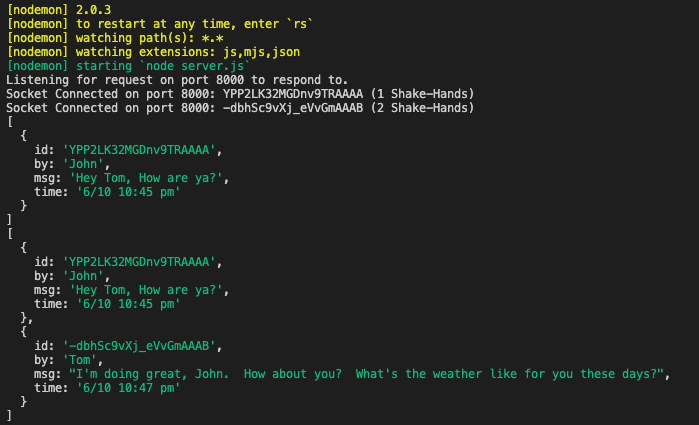 [nodemon] 2.0.3
[nodemon] to restart at any time, enter `rs`
[nodemon] watching path(s): *.*
[nodemon] watching extensions: js,mjs,json
[nodemon] starting `node server.js`
Listening for request on port 8000 to respond to.
Socket Connected on port 8000: YPP2LK32MGDnv9TRAAAA (1 Shake-Hands)
Socket Connected on port 8000: -dbhSc9vXj_eVvGmAAAB (2 Shake-Hands)
[
  {
    id: 'YPP2LK32MGDnv9TRAAAA',
    by: 'John',
    msg: 'Hey Tom, How are ya?',
    time: '6/10 10:45 pm'
  }
]
[
  {
    id: 'YPP2LK32MGDnv9TRAAAA',
    by: 'John',
    msg: 'Hey Tom, How are ya?',
    time: '6/10 10:45 pm'
  },
  {
    id: '-dbhSc9vXj_eVvGmAAAB',
    by: 'Tom',
    msg: "I'm doing great, John.  How about you?  What's the weather like for you these days?",
    time: '6/10 10:47 pm'
  }
]